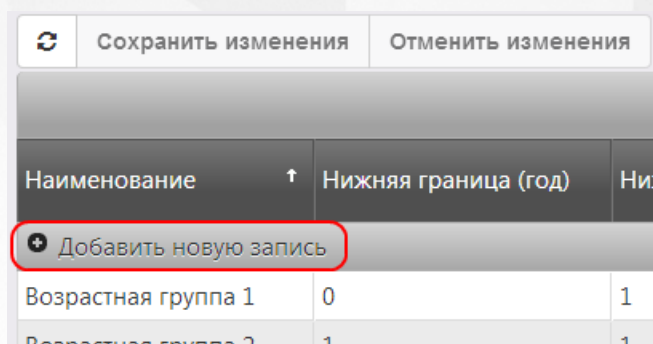 Сохранить изменения Отменить изменения
Наименование Нижняя граница (год)
Добавить новую запись
Возрастная группа 1 0 1